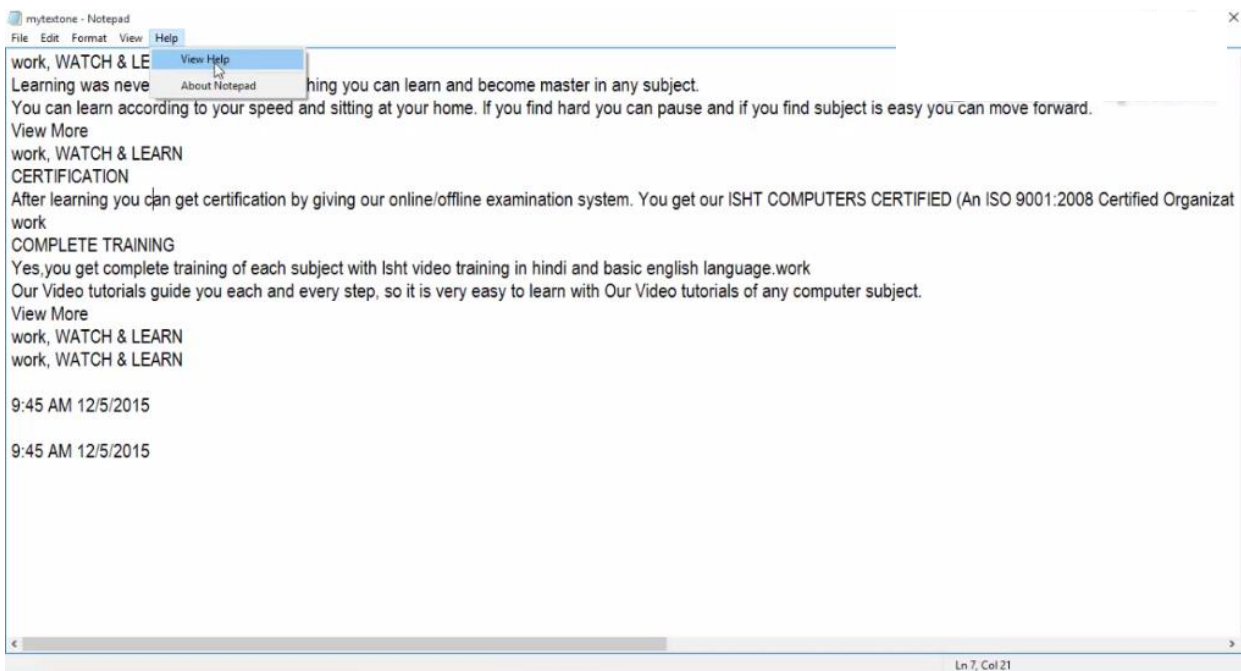 mytextone - Notepad
File Edit Format View Help
View Help
About Notepad
work, WATCH & LE
Learning was neve hing you can learn and become master in any subject.
You can learn according to your speed and sitting at your home. If you find hard you can pause and if you find subject is easy you can move forward.
View More
work, WATCH & LEARN
CERTIFICATION
After learning you can get certification by giving our online/offline examination system. You get our ISHT COMPUTERS CERTIFIED (An ISO 9001:2008 Certified Organizat
work
COMPLETE TRAINING
Yes,you get complete training of each subject with Isht video training in hindi and basic english language.work
Our Video tutorials guide you each and every step, so it is very easy to learn with Our Video tutorials of any computer subject.
View More
work, WATCH & LEARN
work, WATCH & LEARN
9:45 AM 12/5/2015
9:45 AM 12/5/2015
Ln 7, Col 21